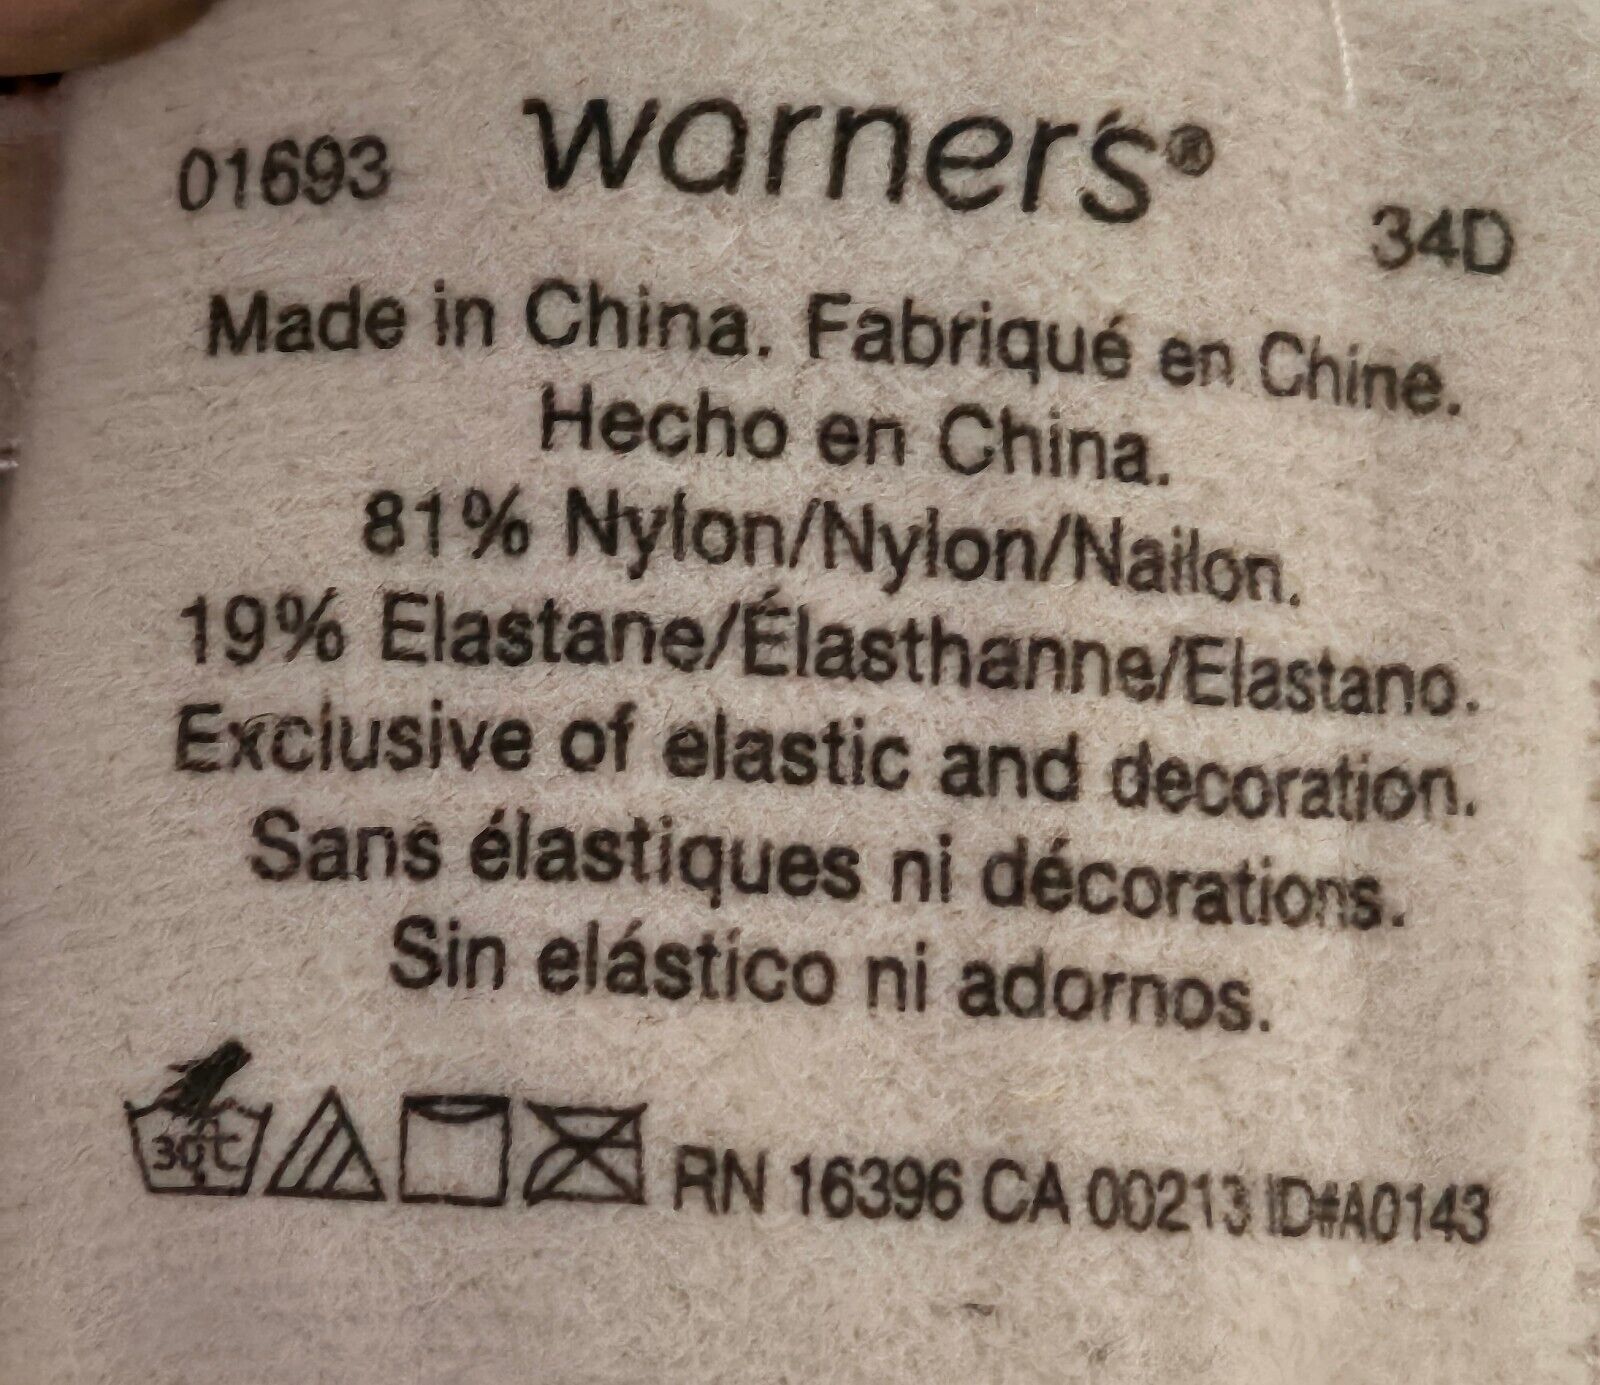 01693 warner's® 34D
Made in China. Fabriqué en Chine.
Hecho en China.
81% Nylon/Nylon/Nailon.
19% Elastane/Élasthanne/Elastano.
Exclusive of elastic and decoration.
Sans élastiques ni décorations.
Sin elástico ni adornos.
30°C RN 16396 CA 00213 ID#A0143